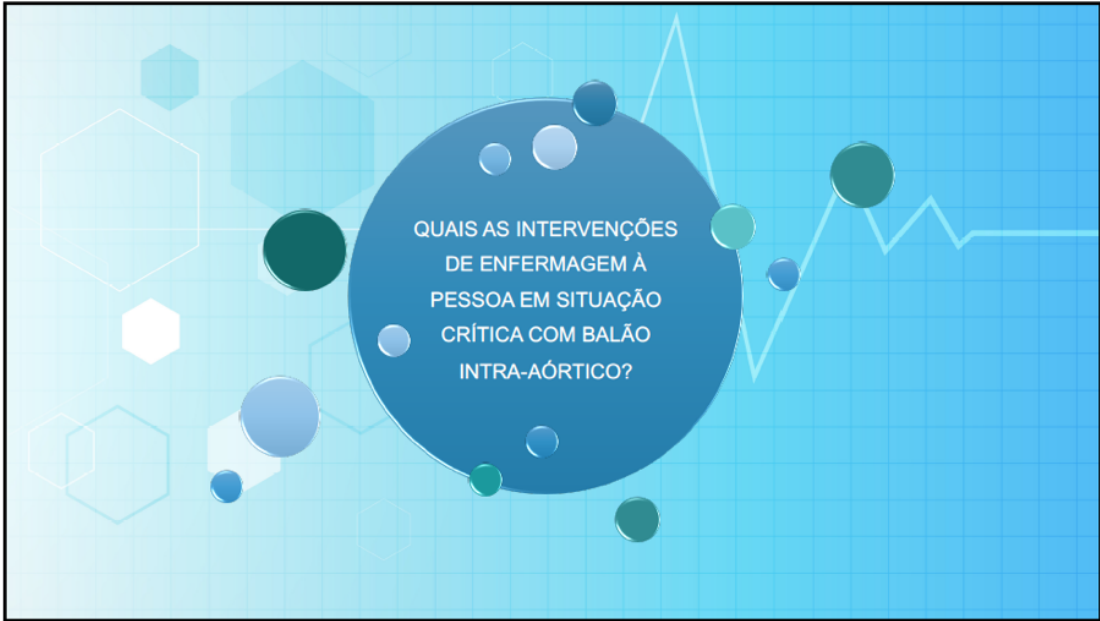 QUAIS AS INTERVENÇÕES
DE ENFERMAGEM À
PESSOA EM SITUAÇÃO
CRÍTICA COM BALÃO
INTRA-AÓRTICO?